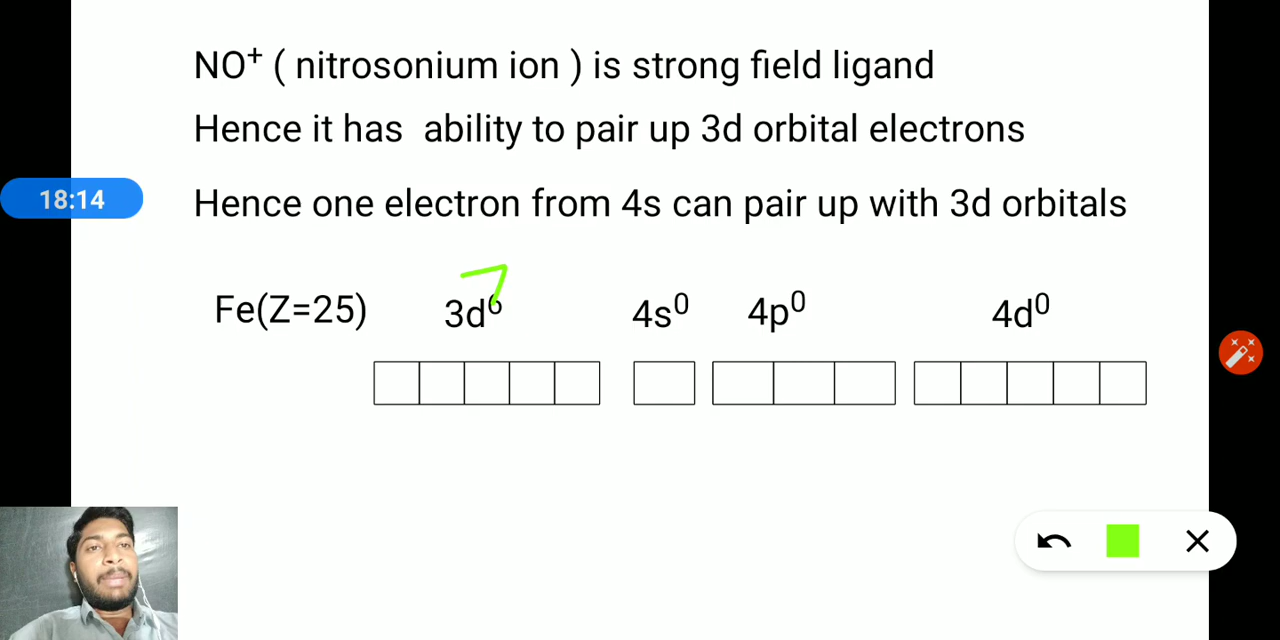 NO⁺ ( nitrosonium ion ) is strong field ligand
Hence it has ability to pair up 3d orbital electrons
18:14
Hence one electron from 4s can pair up with 3d orbitals
7
Fe(Z=25) 3d⁶ 4s⁰ 4p⁰ 4d⁰